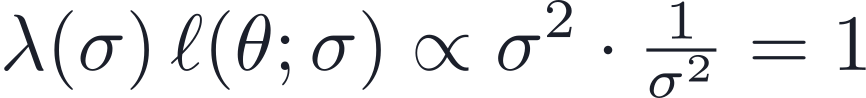 λ(σ) ℓ(θ; σ) ∝ σ² · 1/σ² = 1